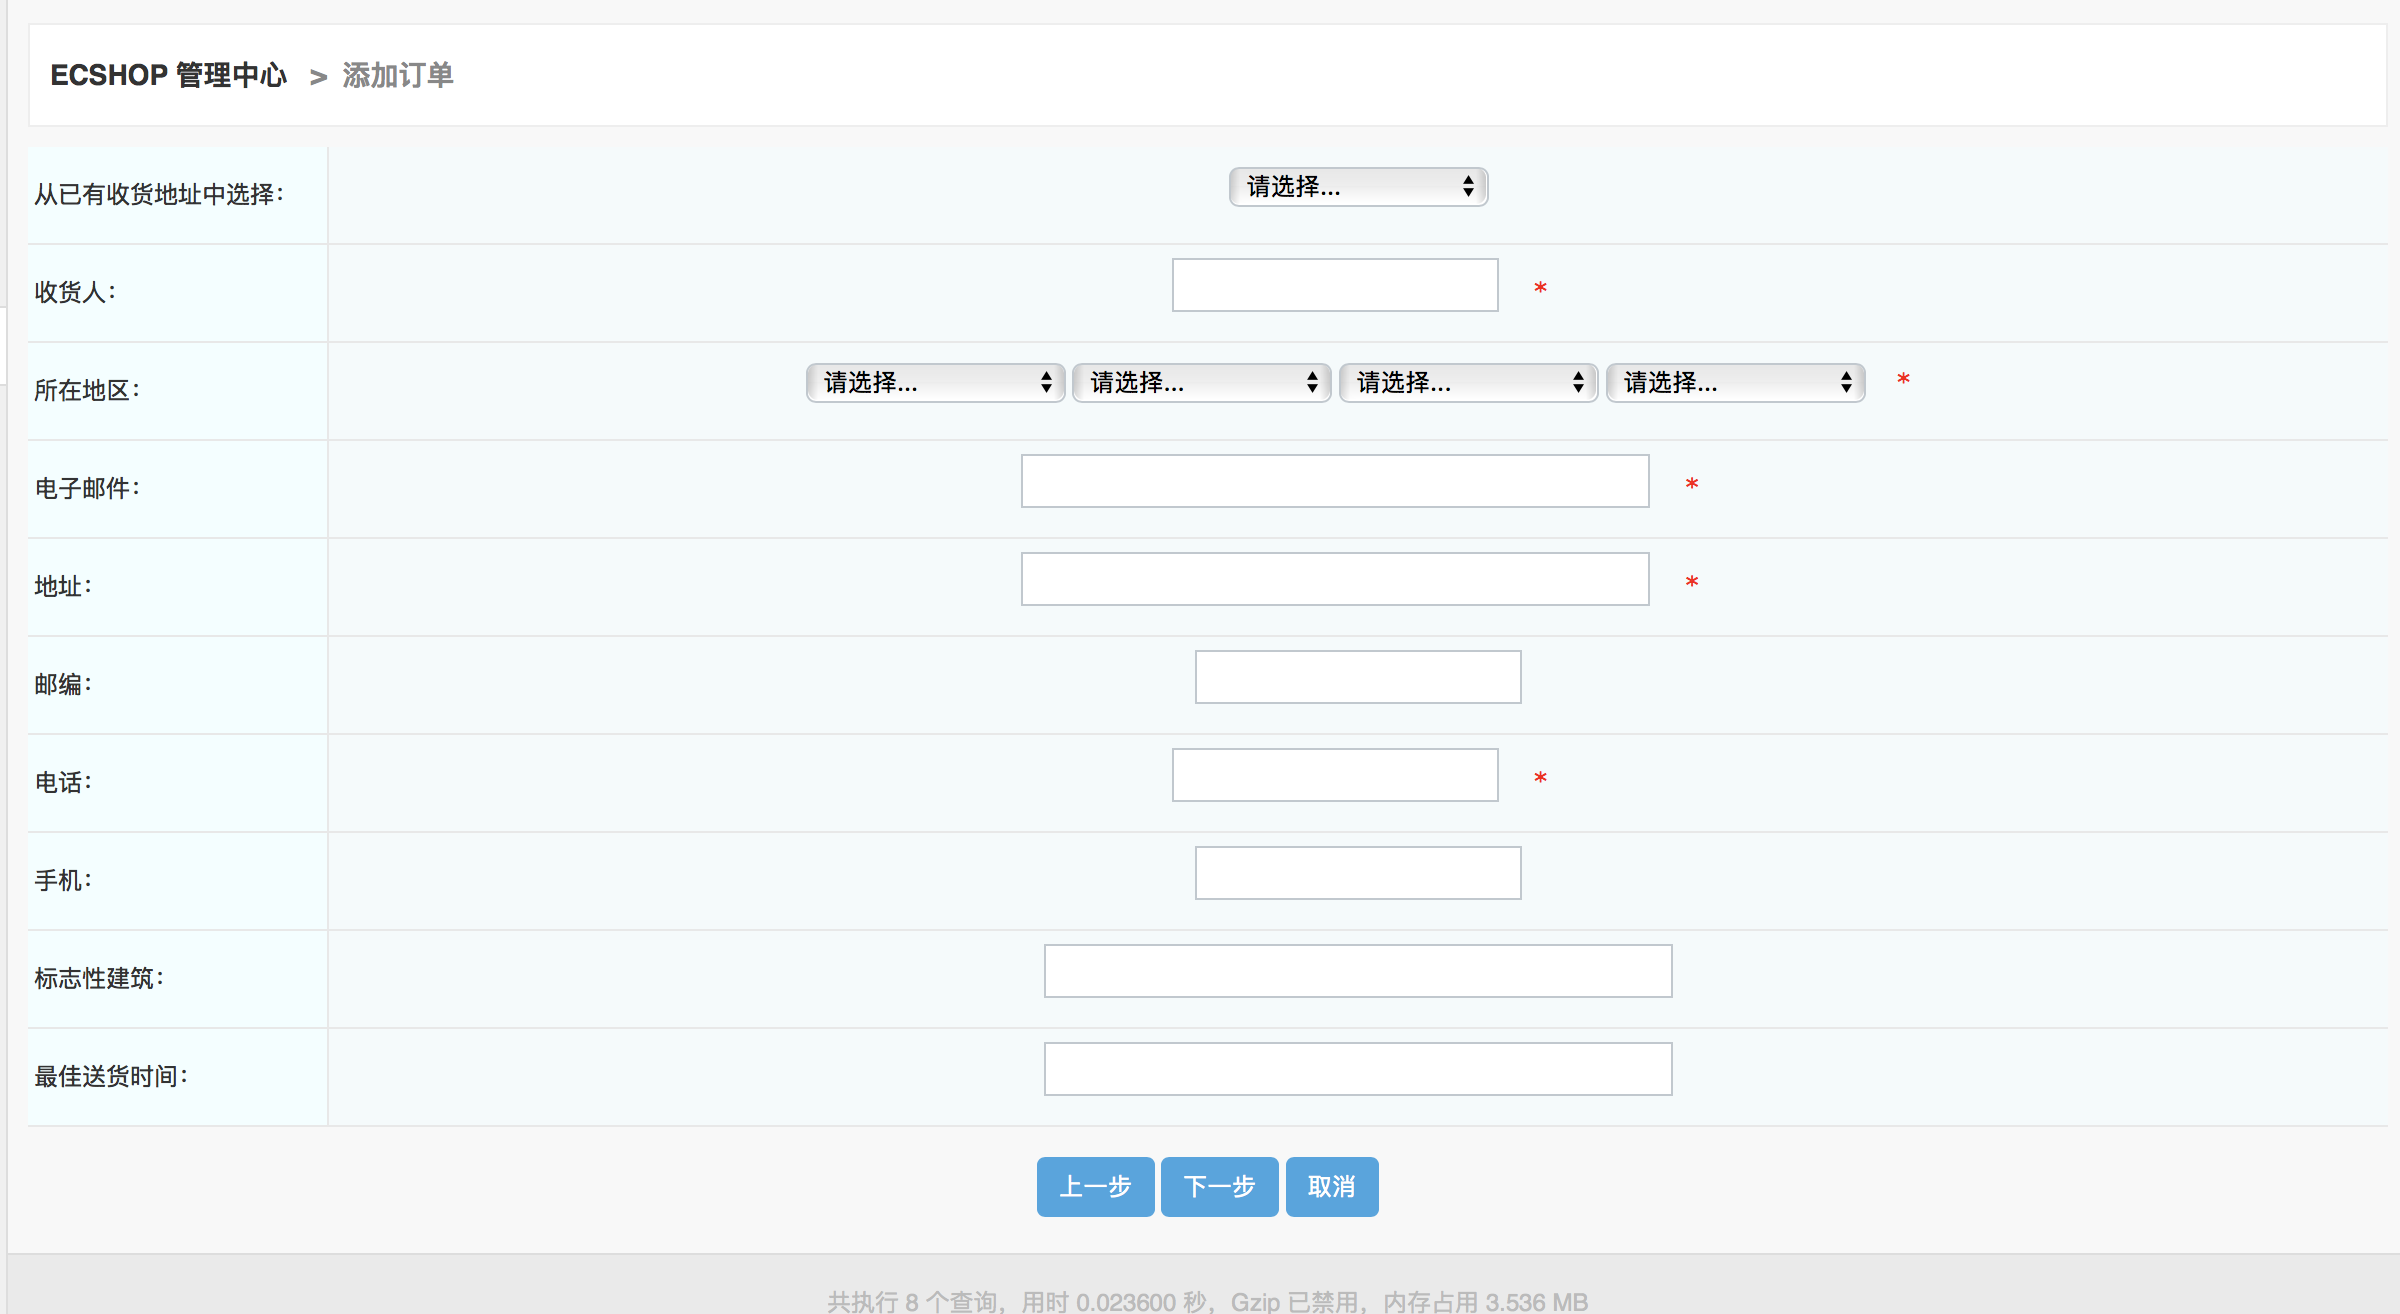 ECSHOP 管理中心 > 添加订单
从已有收货地址中选择： 请选择...
收货人： *
所在地区： 请选择... 请选择... 请选择... 请选择... *
电子邮件： *
地址： *
邮编：
电话： *
手机：
标志性建筑：
最佳送货时间：
上一步 下一步 取消
共执行 8 个查询，用时 0.023600 秒，Gzip 已禁用，内存占用 3.536 MB